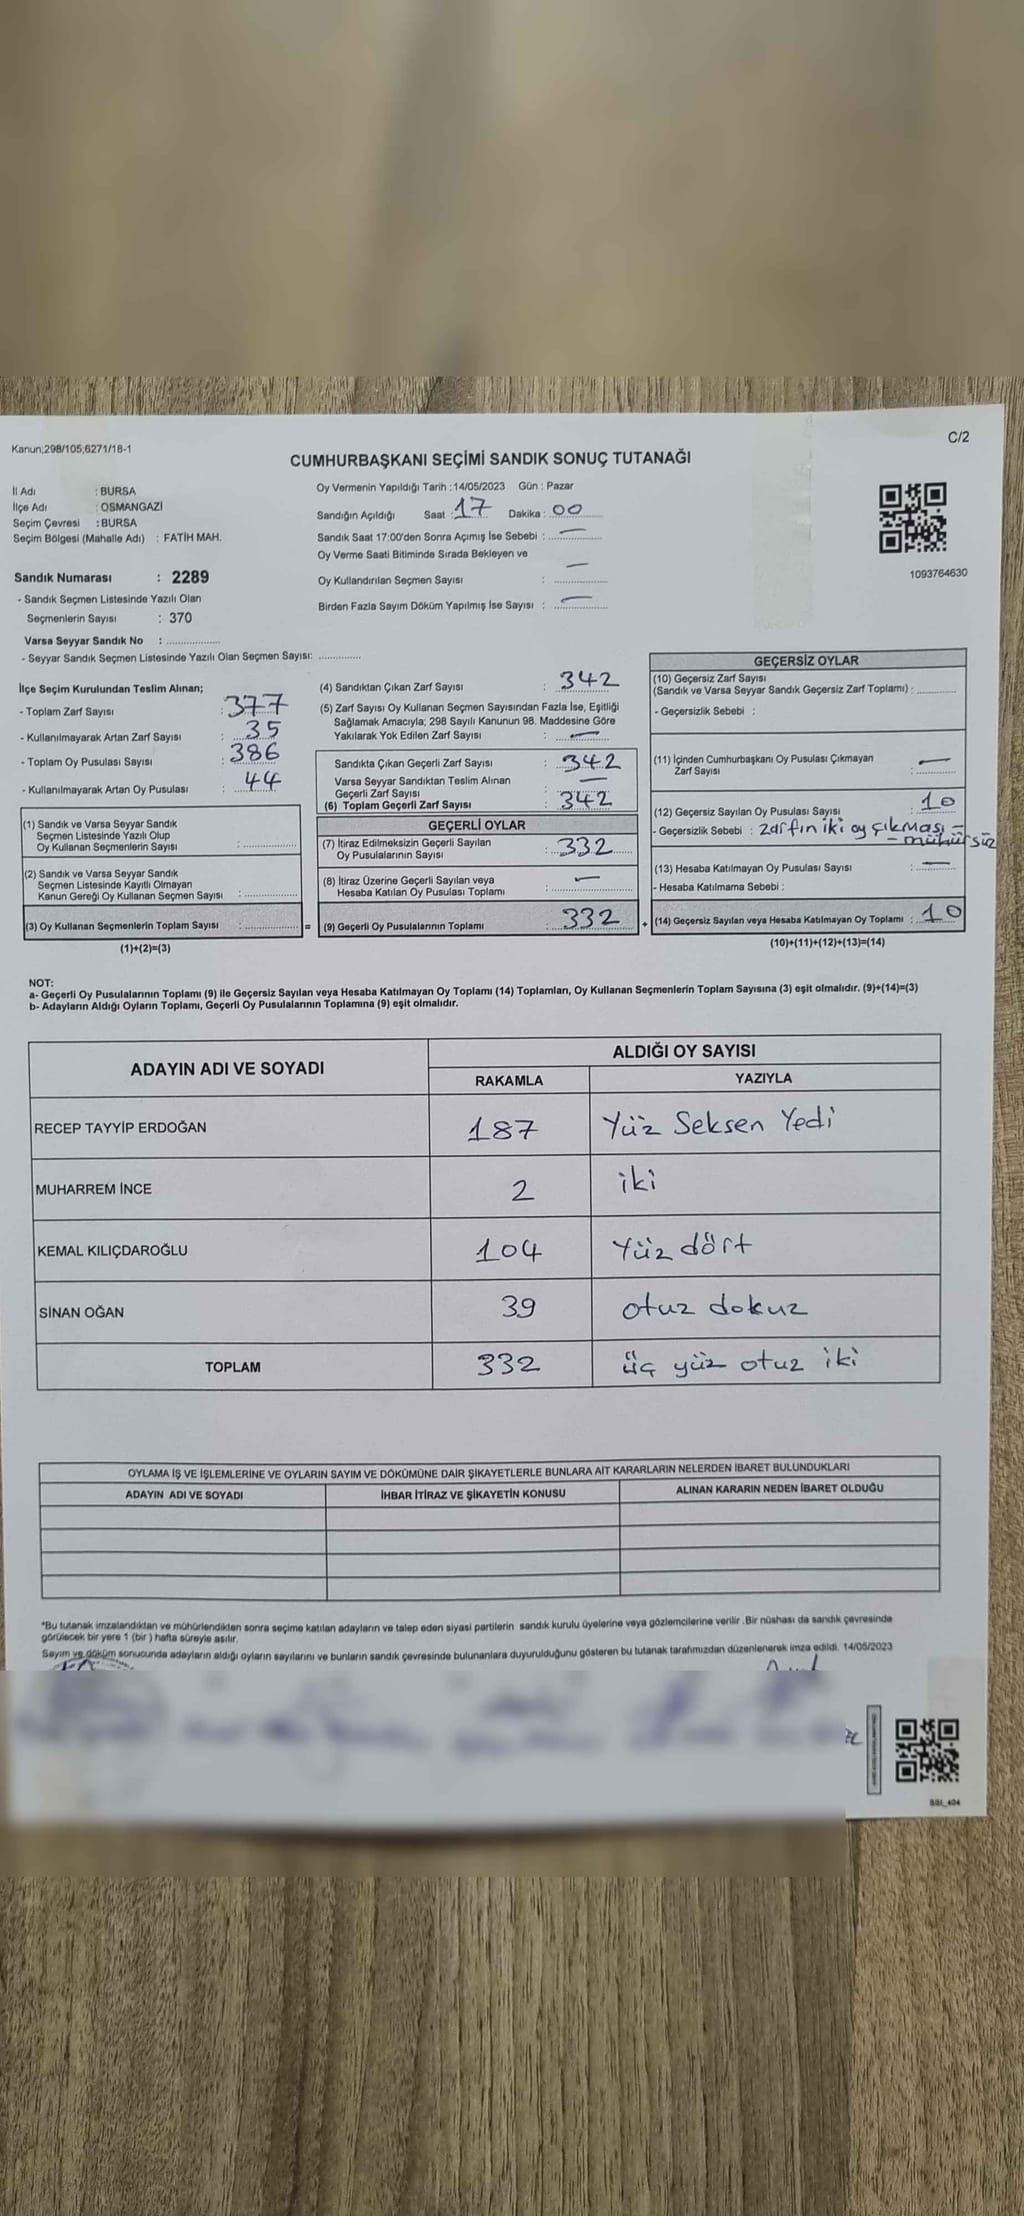 Kanun;298/105;6271/18-1
C/2
CUMHURBAŞKANI SEÇİMİ SANDIK SONUÇ TUTANAĞI
İl Adı : BURSA
İlçe Adı : OSMANGAZİ
Seçim Çevresi : BURSA
Seçim Bölgesi (Mahalle Adı) : FATİH MAH.
Sandık Numarası : 2289
- Sandık Seçmen Listesinde Yazılı Olan
Seçmenlerin Sayısı : 370
Varsa Seyyar Sandık No : ..................
- Seyyar Sandık Seçmen Listesinde Yazılı Olan Seçmen Sayısı: ..............
Oy Vermenin Yapıldığı Tarih :14/05/2023 Gün : Pazar
Sandığın Açıldığı Saat : 17 Dakika : 00
Sandık Saat 17:00'den Sonra Açımış İse Sebebi : —
Oy Verme Saati Bitiminde Sırada Bekleyen ve
Oy Kullandırılan Seçmen Sayısı : —
Birden Fazla Sayım Döküm Yapılmış İse Sayısı : —
1093764630
İlçe Seçim Kurulundan Teslim Alınan;
- Toplam Zarf Sayısı : 377
- Kullanılmayarak Artan Zarf Sayısı : 35
- Toplam Oy Pusulası Sayısı : 386
- Kullanılmayarak Artan Oy Pusulası : 44
(1) Sandık ve Varsa Seyyar Sandık
Seçmen Listesinde Yazılı Olup
Oy Kullanan Seçmenlerin Sayısı : ..................
(2) Sandık ve Varsa Seyyar Sandık
Seçmen Listesinde Kayıtlı Olmayan
Kanun Gereği Oy Kullanan Seçmen Sayısı : ..................
(3) Oy Kullanan Seçmenlerin Toplam Sayısı : .................. =
(1)+(2)=(3)
(4) Sandıktan Çıkan Zarf Sayısı : 342
(5) Zarf Sayısı Oy Kullanan Seçmen Sayısından Fazla İse, Eşitliği
Sağlamak Amacıyla; 298 Sayılı Kanunun 98. Maddesine Göre
Yakılarak Yok Edilen Zarf Sayısı : —
Sandıkta Çıkan Geçerli Zarf Sayısı : 342
Varsa Seyyar Sandıktan Teslim Alınan
Geçerli Zarf Sayısı : —
(6) Toplam Geçerli Zarf Sayısı : 342
GEÇERLİ OYLAR
(7) İtiraz Edilmeksizin Geçerli Sayılan
Oy Pusulalarının Sayısı : 332
(8) İtiraz Üzerine Geçerli Sayılan veya
Hesaba Katılan Oy Pusulası Toplamı : —
(9) Geçerli Oy Pusulalarının Toplamı : 332 +
GEÇERSİZ OYLAR
(10) Geçersiz Zarf Sayısı
(Sandık ve Varsa Seyyar Sandık Geçersiz Zarf Toplamı) : ............
- Geçersizlik Sebebi :
(11) İçinden Cumhurbaşkanı Oy Pusulası Çıkmayan
Zarf Sayısı : —
(12) Geçersiz Sayılan Oy Pusulası Sayısı : 10
- Geçersizlik Sebebi : zarfın iki oy çıkması –
– mühürsüz
(13) Hesaba Katılmayan Oy Pusulası Sayısı : —
- Hesaba Katılmama Sebebi :
(14) Geçersiz Sayılan veya Hesaba Katılmayan Oy Toplamı : 10
(10)+(11)+(12)+(13)=(14)
NOT:
a- Geçerli Oy Pusulalarının Toplamı (9) ile Geçersiz Sayılan veya Hesaba Katılmayan Oy Toplamı (14) Toplamları, Oy Kullanan Seçmenlerin Toplam Sayısına (3) eşit olmalıdır. (9)+(14)=(3)
b- Adayların Aldığı Oyların Toplamı, Geçerli Oy Pusulalarının Toplamına (9) eşit olmalıdır.
ADAYIN ADI VE SOYADI ALDIĞI OY SAYISI
RAKAMLA YAZIYLA
RECEP TAYYİP ERDOĞAN 187 Yüz Seksen Yedi
MUHARREM İNCE 2 iki
KEMAL KILIÇDAROĞLU 104 Yüz dört
SİNAN OĞAN 39 otuz dokuz
TOPLAM 332 üç yüz otuz iki
OYLAMA İŞ VE İŞLEMLERİNE VE OYLARIN SAYIM VE DÖKÜMÜNE DAİR ŞİKAYETLERLE BUNLARA AİT KARARLARIN NELERDEN İBARET BULUNDUKLARI
ADAYIN ADI VE SOYADI İHBAR İTİRAZ VE ŞİKAYETİN KONUSU ALINAN KARARIN NEDEN İBARET OLDUĞU
*Bu tutanak imzalandıktan ve mühürlendikten sonra seçime katılan adayların ve talep eden siyasi partilerin sandık kurulu üyelerine veya gözlemcilerine verilir .Bir nüshası da sandık çevresinde
görülecek bir yere 1 (bir ) hafta süreyle asılır.
Sayım ve döküm sonucunda adayların aldığı oyların sayılarını ve bunların sandık çevresinde bulunanlara duyurulduğunu gösteren bu tutanak tarafımızdan düzenlenerek imza edildi. 14/05/2023